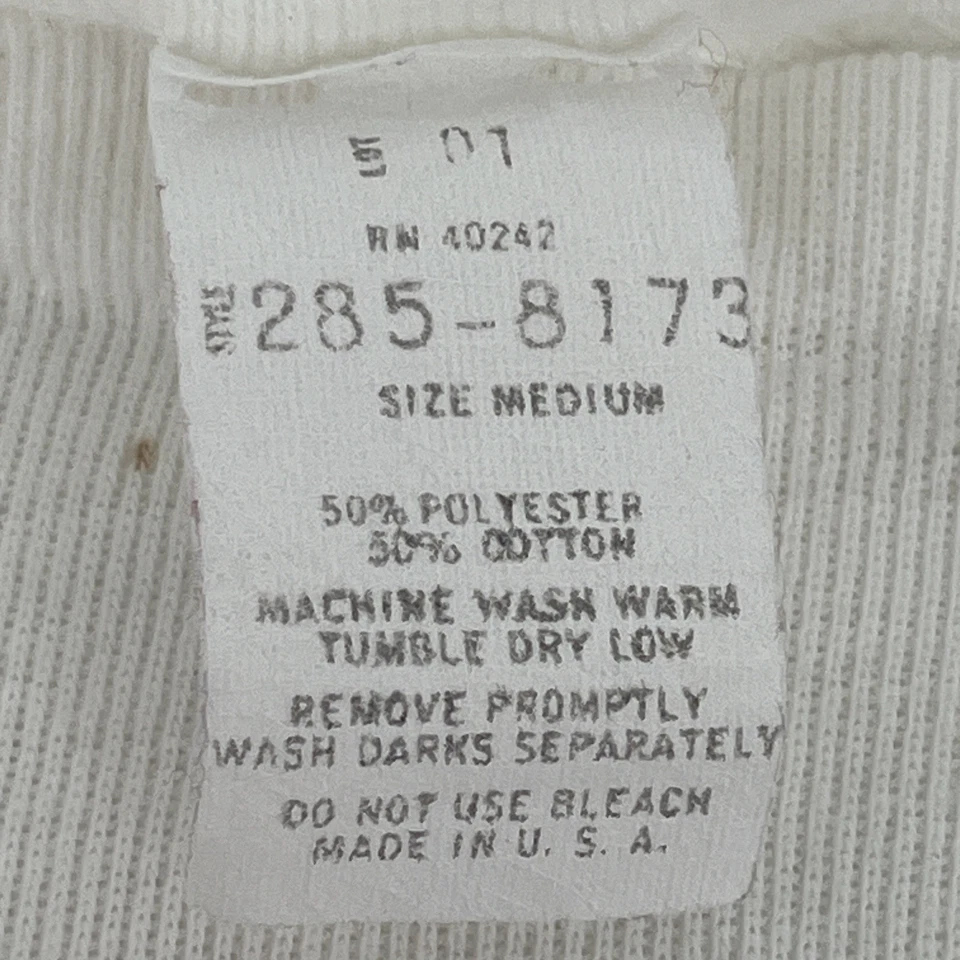 5 01
RN 40242
STYLE 285-8173
SIZE MEDIUM
50% POLYESTER
50% COTTON
MACHINE WASH WARM
TUMBLE DRY LOW
REMOVE PROMPTLY
WASH DARKS SEPARATELY
DO NOT USE BLEACH
MADE IN U. S. A.